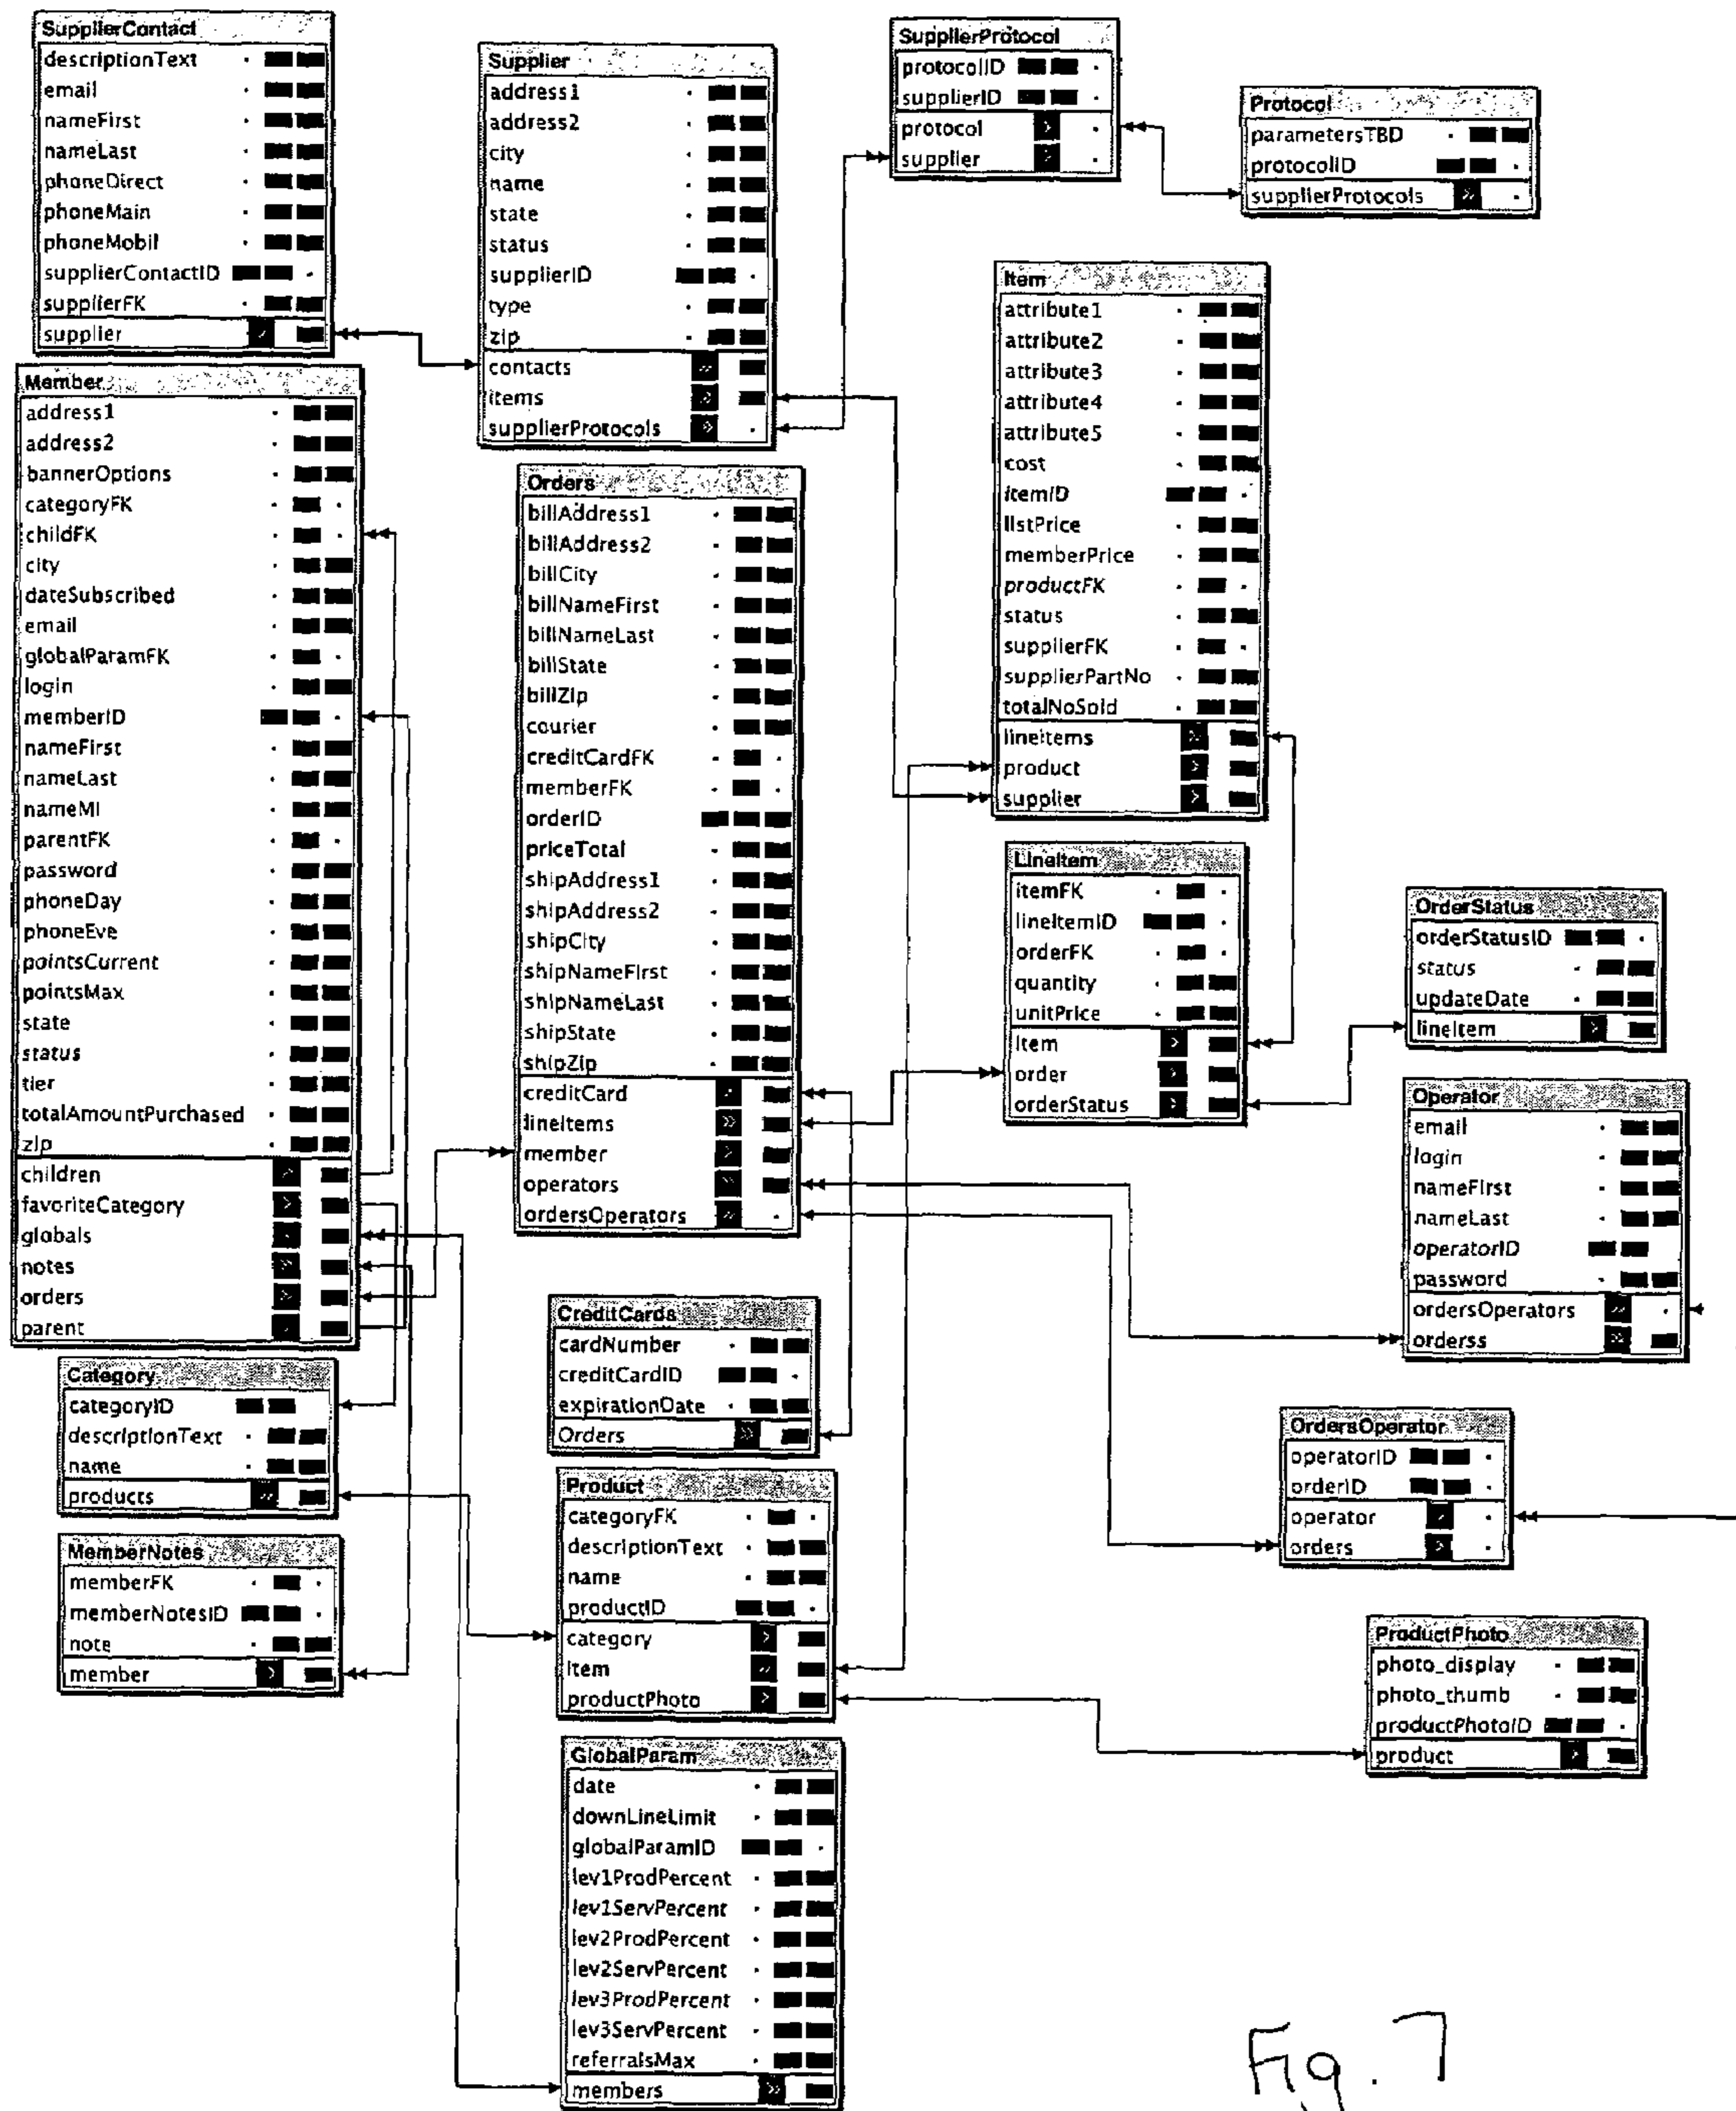 SupplierContact
descriptionText
email
nameFirst
nameLast
phoneDirect
phoneMain
phoneMobil
supplierContactID
supplierFK
supplier
Supplier
address1
address2
city
name
state
status
supplierID
type
zip
contacts
items
supplierProtocols
SupplierProtocol
protocolID
supplierID
protocol
supplier
Protocol
parametersTBD
protocolID
supplierProtocols
Member
address1
address2
bannerOptions
categoryFK
childFK
city
dateSubscribed
email
globalParamFK
login
memberID
nameFirst
nameLast
nameMI
parentFK
password
phoneDay
phoneEve
pointsCurrent
pointsMax
state
status
tier
totalAmountPurchased
zip
children
favoriteCategory
globals
notes
orders
parent
Orders
billAddress1
billAddress2
billCity
billNameFirst
billNameLast
billState
billZip
courier
creditCardFK
memberFK
orderID
priceTotal
shipAddress1
shipAddress2
shipCity
shipNameFirst
shipNameLast
shipState
shipZip
creditCard
lineItems
member
operators
ordersOperators
Item
attribute1
attribute2
attribute3
attribute4
attribute5
cost
itemID
listPrice
memberPrice
productFK
status
supplierFK
supplierPartNo
totalNoSold
lineItems
product
supplier
LineItem
itemFK
lineItemID
orderFK
quantity
unitPrice
item
order
orderStatus
OrderStatus
orderStatusID
status
updateDate
lineItem
Operator
email
login
nameFirst
nameLast
operatorID
password
ordersOperators
orderss
Category
categoryID
descriptionText
name
products
CreditCards
cardNumber
creditCardID
expirationDate
Orders
OrdersOperator
operatorID
orderID
operator
orders
MemberNotes
memberFK
memberNotesID
note
member
Product
categoryFK
descriptionText
name
productID
category
item
productPhoto
ProductPhoto
photo_display
photo_thumb
productPhotoID
product
GlobalParam
date
downLineLimit
globalParamID
lev1ProdPercent
lev1ServPercent
lev2ProdPercent
lev2ServPercent
lev3ProdPercent
lev3ServPercent
referralsMax
members
Fig. 7